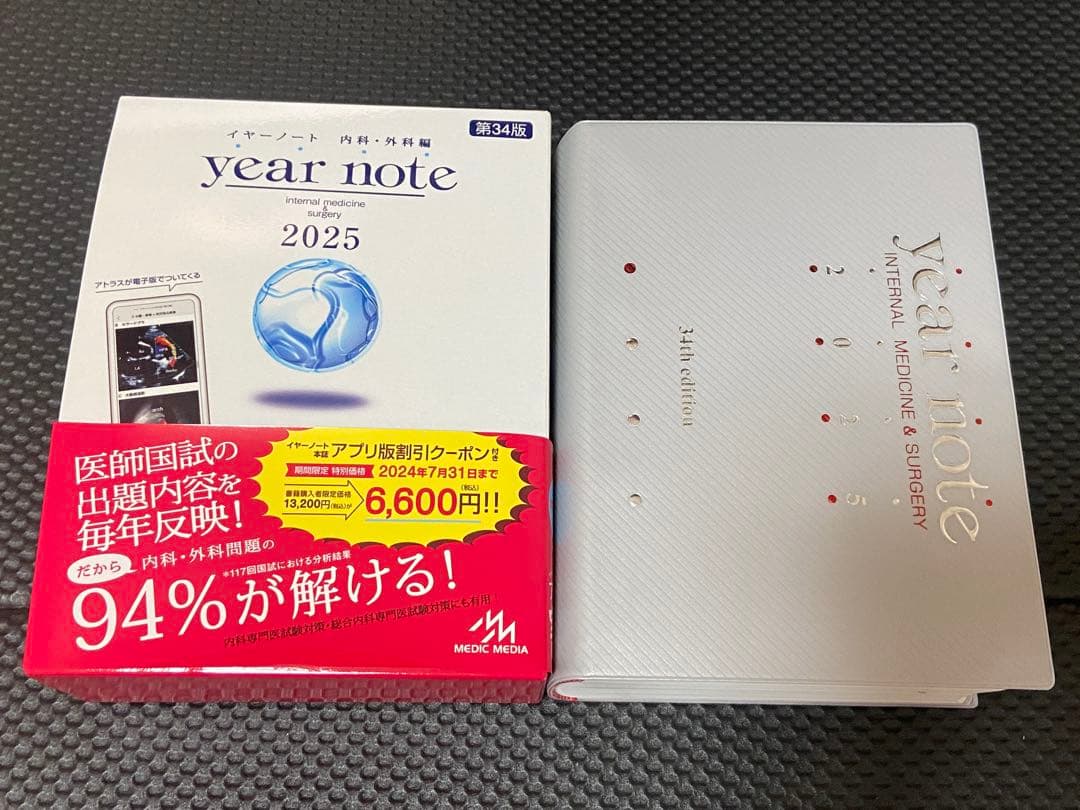 第34版
イヤーノート 内科・外科編
year note
internal medicine
&
surgery
2025
アトラスが電子版でついてくる
医師国試の
出題内容を
毎年反映!
だから 内科・外科問題の
*117回国試における分析結果
94%が解ける!
内科専門医試験対策・総合内科専門医試験対策にも有用
イヤーノート本誌 アプリ版割引クーポン付き
期間限定 特別価格 2024年7月31日まで
書籍購入者限定価格
13,200円(税込)が
6,600円(税込)!!
MEDIC MEDIA
year note
INTERNAL MEDICINE & SURGERY
2025
34th edition